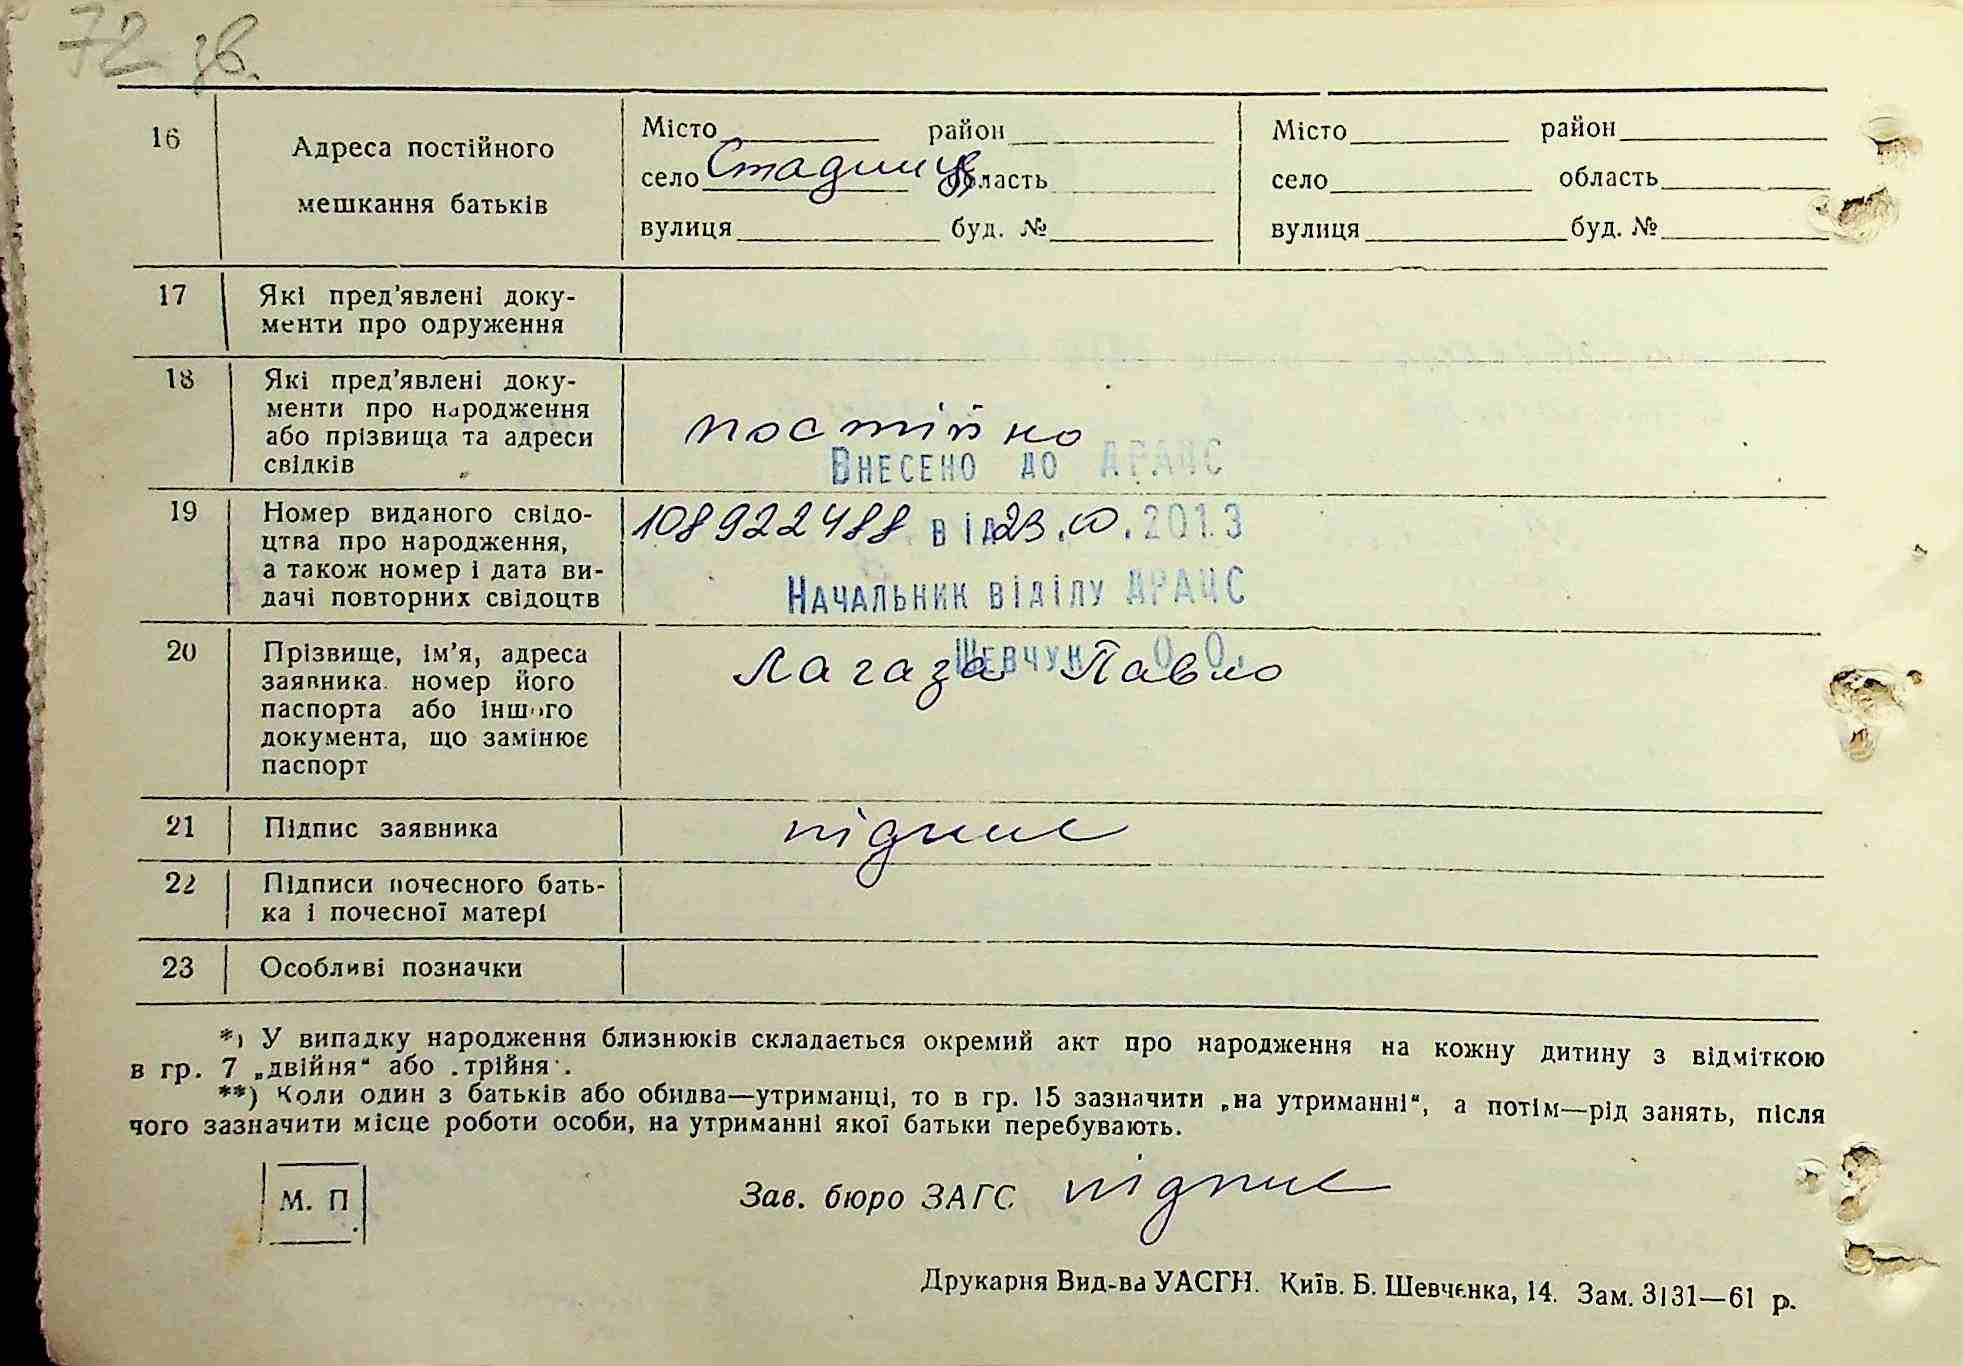 72 зв.
16 Адреса постійного мешкання батьків
Місто район Місто район
село Стадниця область село область
вулиця буд. № вулиця буд. №
17 Які пред'явлені доку-
менти про одруження
18 Які пред'явлені доку-
менти про народження
або прізвища та адреси
свідків
постійно
Внесено до ДРАЦС
19 Номер виданого свідо-
цтва про народження,
а також номер і дата ви-
дачі повторних свідоцтв
108922488 від 23.10.2013
Начальник відділу ДРАЦС
Шевчук О.О.
20 Прізвище, ім'я, адреса
заявника, номер його
паспорта або іншого
документа, що замінює
паспорт
Лагаза Павло
21 Підпис заявника підпис
22 Підписи почесного бать-
ка і почесної матері
23 Особливі позначки
*) У випадку народження близнюків складається окремий акт про народження на кожну дитину з відміткою
в гр. 7 „двійня“ або „трійня“.
**) Коли один з батьків або обидва—утриманці, то в гр. 15 зазначити „на утриманні“, а потім—рід занять, після
чого зазначити місце роботи особи, на утриманні якої батьки перебувають.
М. П.
Зав. бюро ЗАГС підпис
Друкарня Вид-ва УАСГН. Київ. Б. Шевченка, 14. Зам. 3131—61 р.